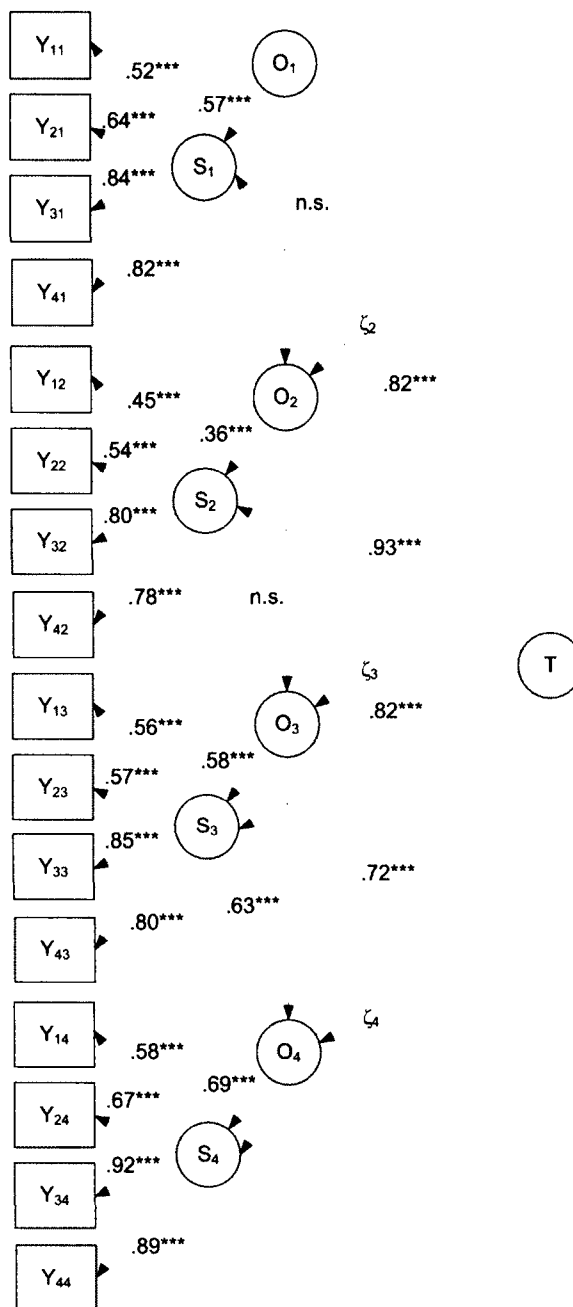 Y11
O1
.52***
.57***
Y21
.64***
S1
.84***
Y31
n.s.
Y41
.82***
ζ2
Y12
O2
.82***
.45***
.36***
Y22
.54***
S2
.80***
Y32
.93***
Y42
.78***
n.s.
T
ζ3
Y13
O3
.82***
.56***
.58***
Y23
.57***
S3
.85***
Y33
.72***
.63***
Y43
.80***
ζ4
Y14
O4
.58***
.69***
Y24
.67***
S4
.92***
Y34
.89***
Y44